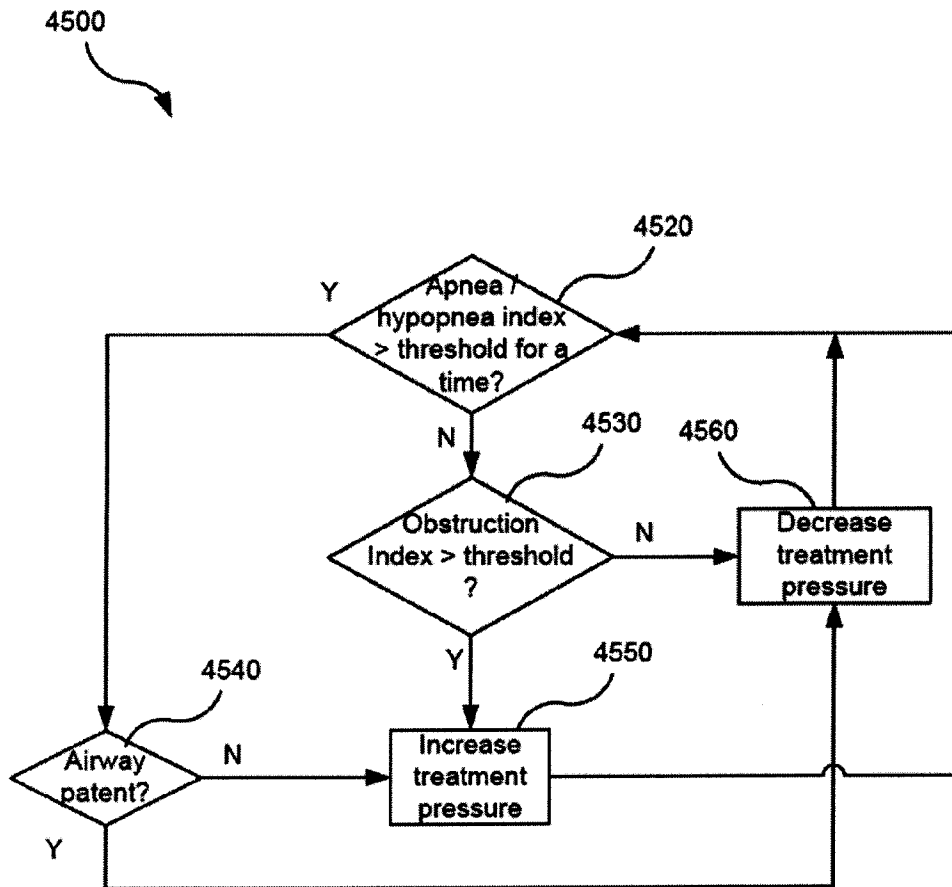 4500
4520
Y
Apnea /
hypopnea index
> threshold for a
time?
N
4530
4560
Obstruction
Index > threshold
?
N
Decrease
treatment
pressure
Y
4540
4550
Airway
patent?
N
Increase
treatment
pressure
Y